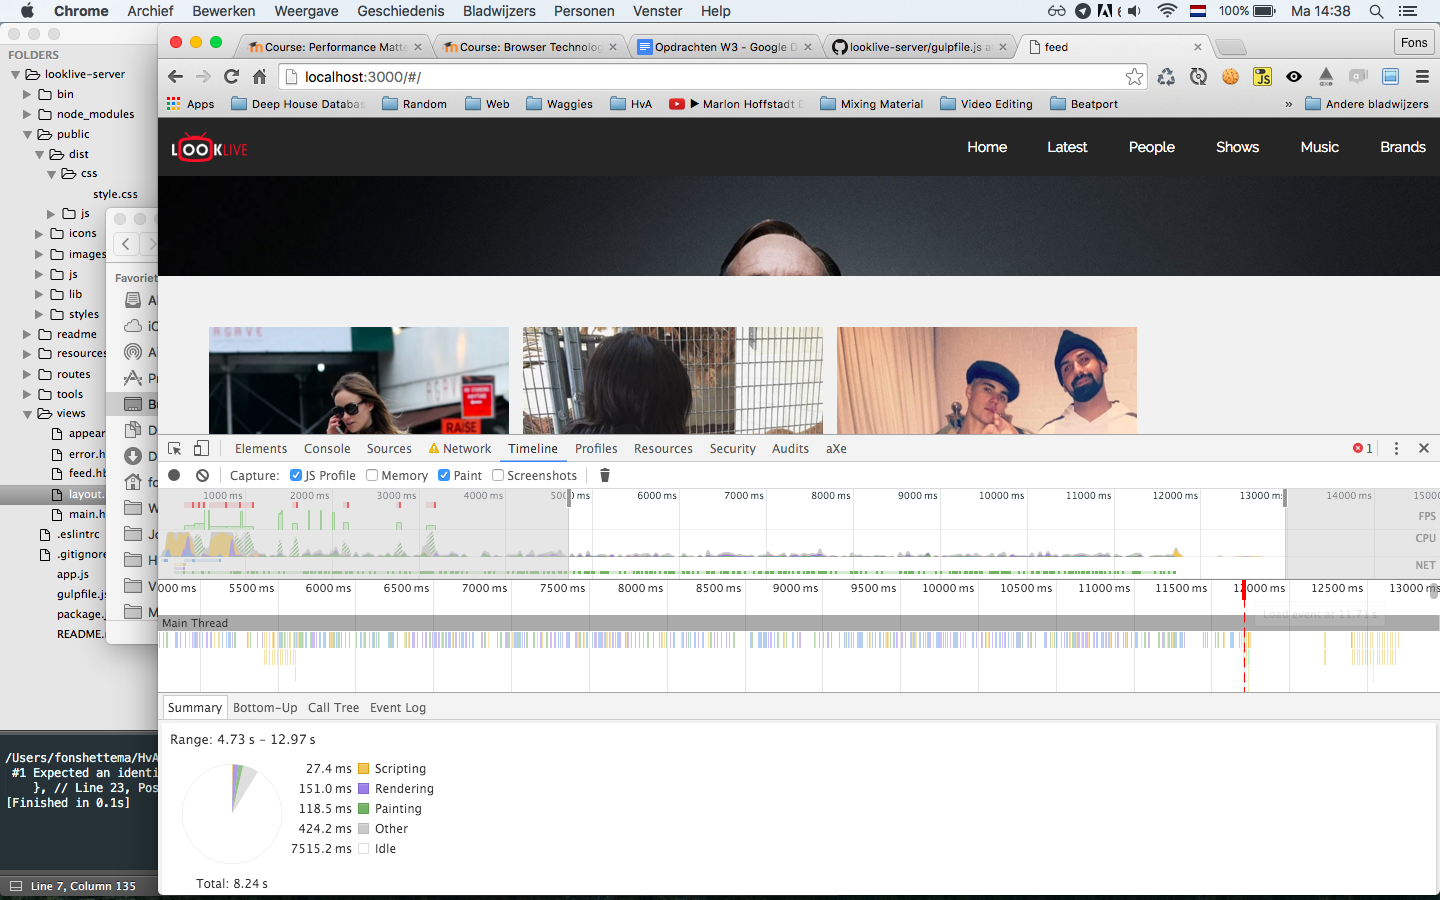 Chrome Archief Bewerken Weergave Geschiedenis Bladwijzers Personen Venster Help 100% Ma 14:38
FOLDERS
looklive-server
bin
node_modules
public
dist
css
style.css
js
icons
images
js
lib
styles
readme
resources
routes
tools
views
appear
error.h
feed.hb
layout.
main.h
.eslintrc
.gitignore
app.js
gulpfile.js
package.
README.
Favoriet
/Users/fonshettema/HvA
#1 Expected an identi
}, // Line 23, Pos
[Finished in 0.1s]
Line 7, Column 135
Course: Performance Matte
Course: Browser Technolog
Opdrachten W3 - Google D
looklive-server/gulpfile.js a
feed
Fons
localhost:3000/#/
Apps Deep House Databas Random Web Waggies HvA Marlon Hoffstadt D Mixing Material Video Editing Beatport » Andere bladwijzers
LOOKLIVE
Home Latest People Shows Music Brands
AGAVE
RAISE
Elements Console Sources Network Timeline Profiles Resources Security Audits aXe 1
Capture: JS Profile Memory Paint Screenshots
1000 ms 2000 ms 3000 ms 4000 ms 6000 ms 7000 ms 8000 ms 9000 ms 10000 ms 11000 ms 12000 ms 13000 ms 14000 ms
FPS
CPU
NET
5500 ms 6000 ms 6500 ms 7000 ms 7500 ms 8000 ms 8500 ms 9000 ms 9500 ms 10000 ms 10500 ms 11000 ms 11500 ms 12000 ms 12500 ms 13000 ms
Load event at 11.71 s
Main Thread
Summary Bottom-Up Call Tree Event Log
Range: 4.73 s – 12.97 s
27.4 ms Scripting
151.0 ms Rendering
118.5 ms Painting
424.2 ms Other
7515.2 ms Idle
Total: 8.24 s